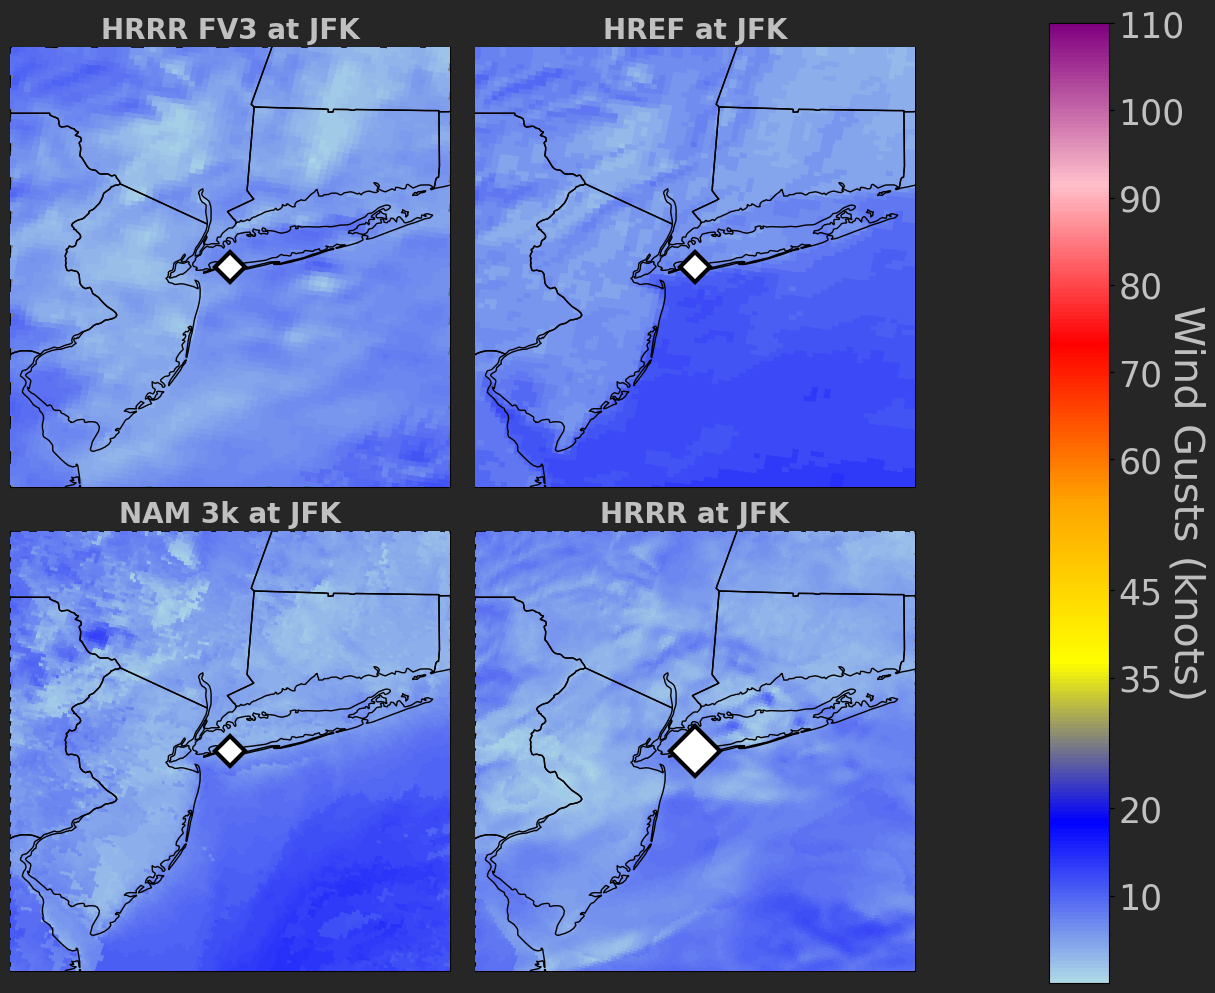 HRRR FV3 at JFK
HREF at JFK
NAM 3k at JFK
HRRR at JFK
110
100
90
80
70
60
45
35
20
10
Wind Gusts (knots)